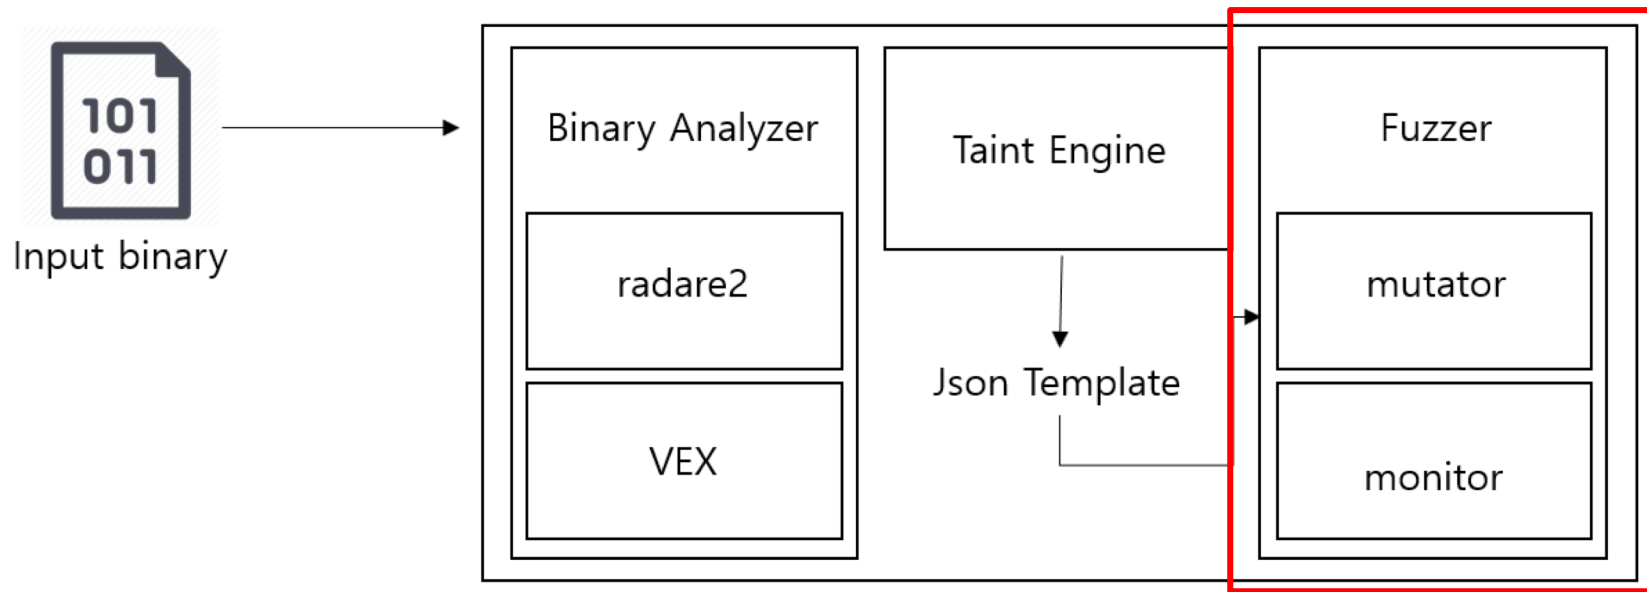 101
011
Input binary
Binary Analyzer
radare2
VEX
Taint Engine
Json Template
Fuzzer
mutator
monitor